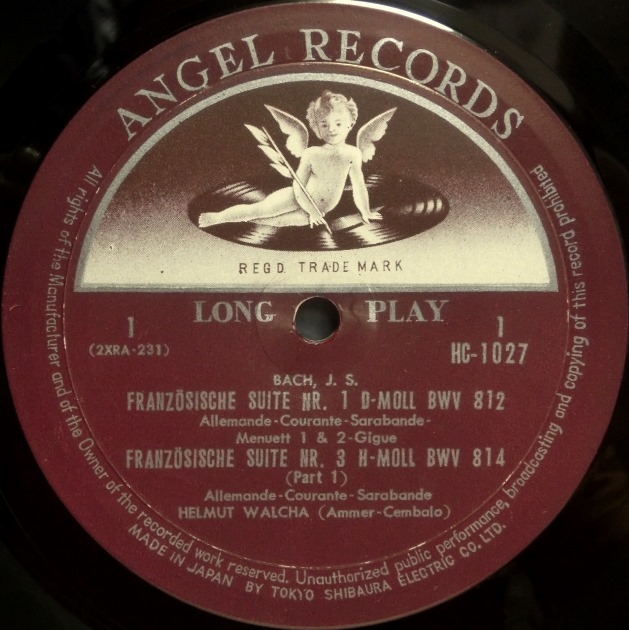 ANGEL RECORDS
REGD. TRADE MARK
LONG PLAY
1 1
(2XRA-231) HC-1027
BACH, J. S.
FRANZÖSISCHE SUITE NR. 1 D-MOLL BWV 812
Allemande-Courante-Sarabande-
Menuett 1 & 2-Gigue
FRANZÖSISCHE SUITE NR. 3 H-MOLL BWV 814
(Part 1)
Allemande-Courante-Sarabande
HELMUT WALCHA (Ammer-Cembalo)
All rights of the Manufacturer and of the Owner of the recorded work reserved. Unauthorized public performance, broadcasting and copying of this record prohibited
MADE IN JAPAN BY TOKYO SHIBAURA ELECTRIC CO. LTD.